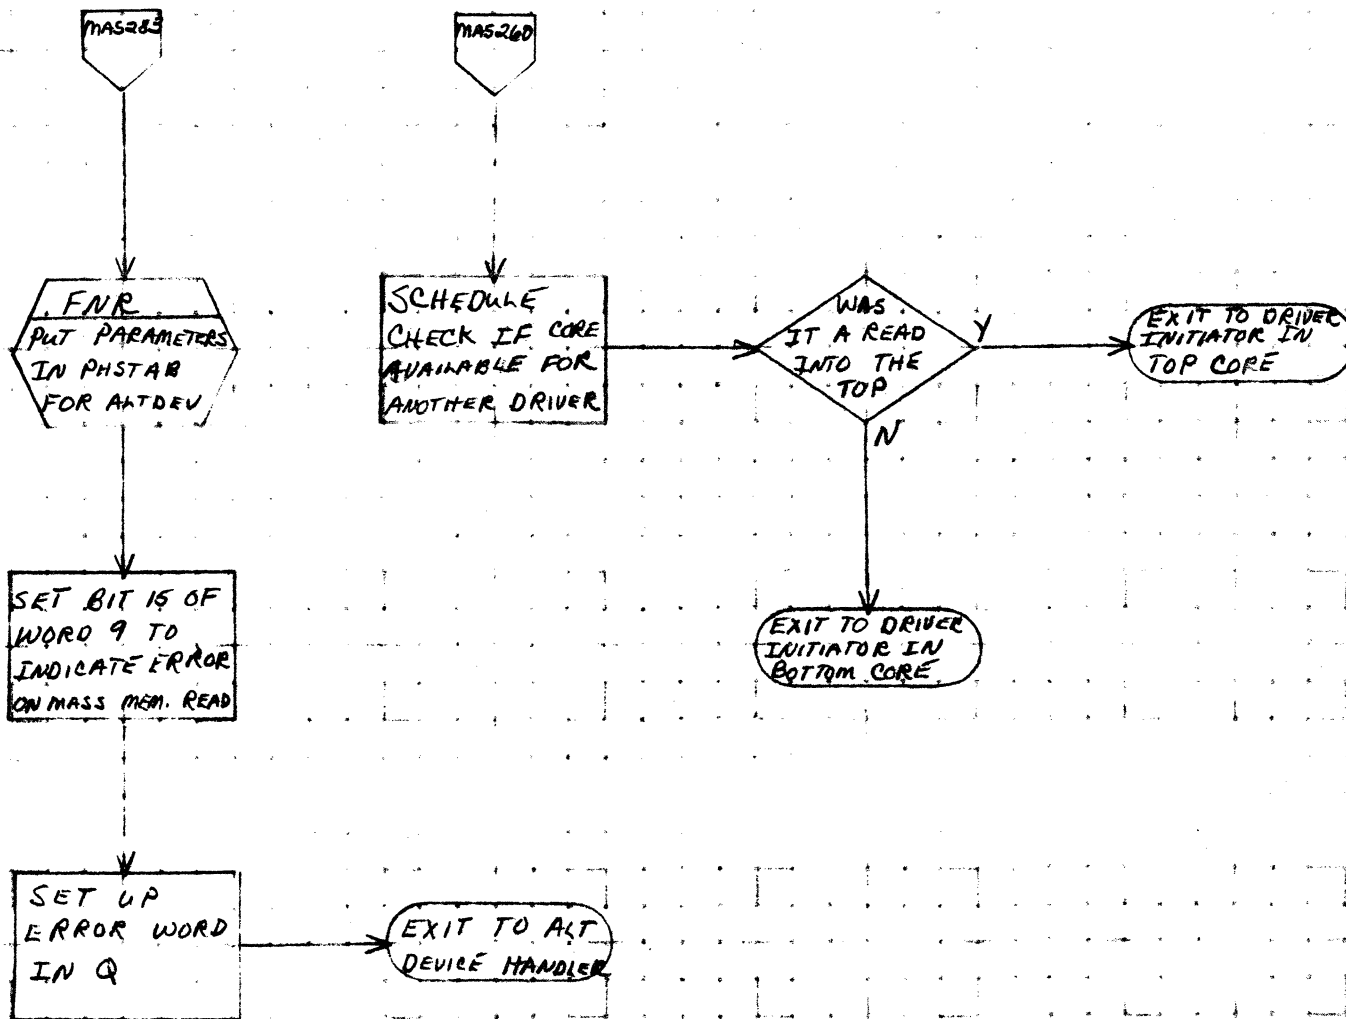 MAS283
FNR
PUT PARAMETERS
IN PHSTAB
FOR ALTDEV
SET BIT 15 OF
WORD 9 TO
INDICATE ERROR
ON MASS MEM. READ
SET UP
ERROR WORD
IN Q
EXIT TO ALT
DEVICE HANDLER
MAS260
SCHEDULE
CHECK IF CORE
AVAILABLE FOR
ANOTHER DRIVER
WAS
IT A READ
INTO THE
TOP
Y
EXIT TO DRIVER
INITIATOR IN
TOP CORE
N
EXIT TO DRIVER
INITIATOR IN
BOTTOM CORE